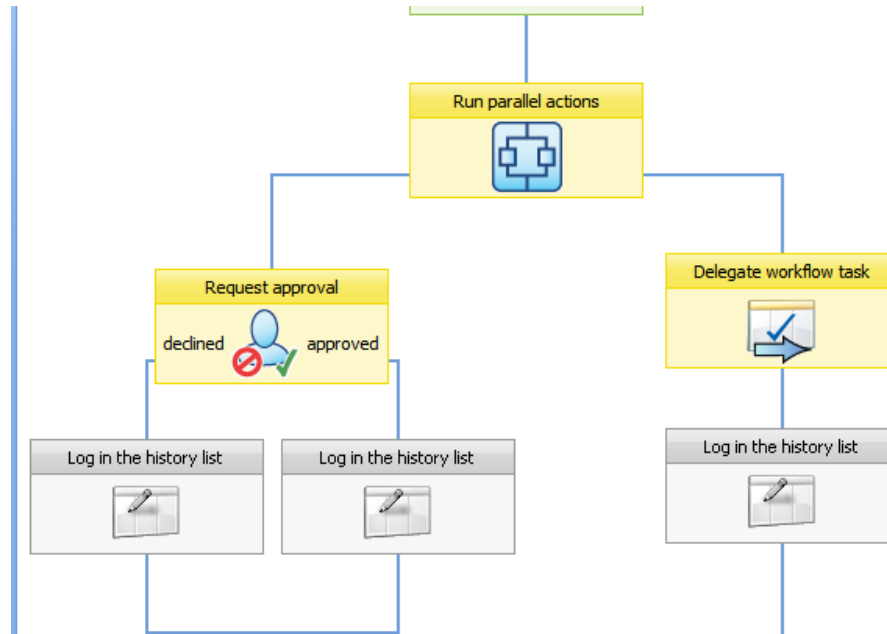 Run parallel actions
Request approval
Delegate workflow task
declined
approved
Log in the history list
Log in the history list
Log in the history list